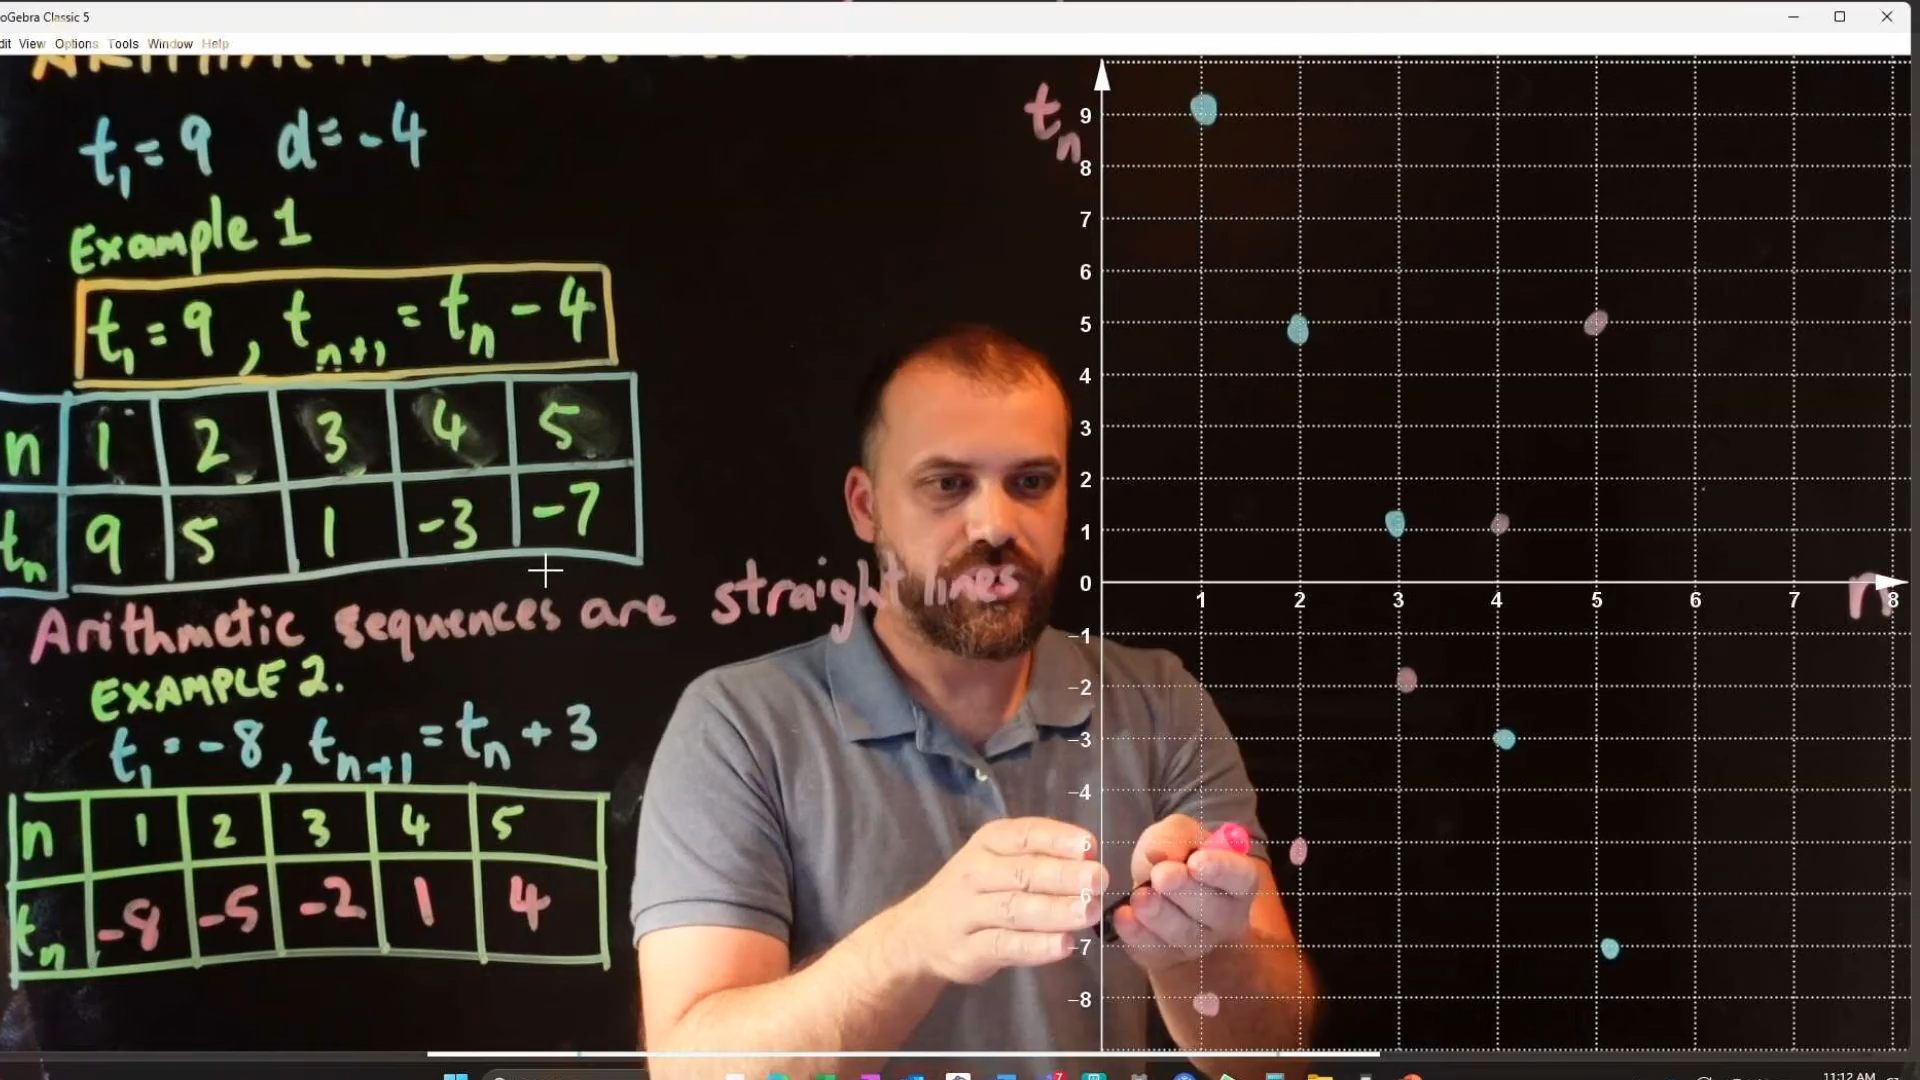 oGebra Classic 5
dit View Options Tools Window Help
t₁ = 9 d = -4
Example 1
t₁ = 9, tₙ₊₁ = tₙ - 4
n 1 2 3 4 5
tₙ 9 5 1 -3 -7
Arithmetic sequences are straight lines
EXAMPLE 2.
t₁ = -8, tₙ₊₁ = tₙ + 3
n 1 2 3 4 5
tₙ -8 -5 -2 1 4
tₙ
9
8
7
6
5
4
3
2
1
0
1 2 3 4 5 6 7 8
n
-1
-2
-3
-4
-7
-8
11:12 AM